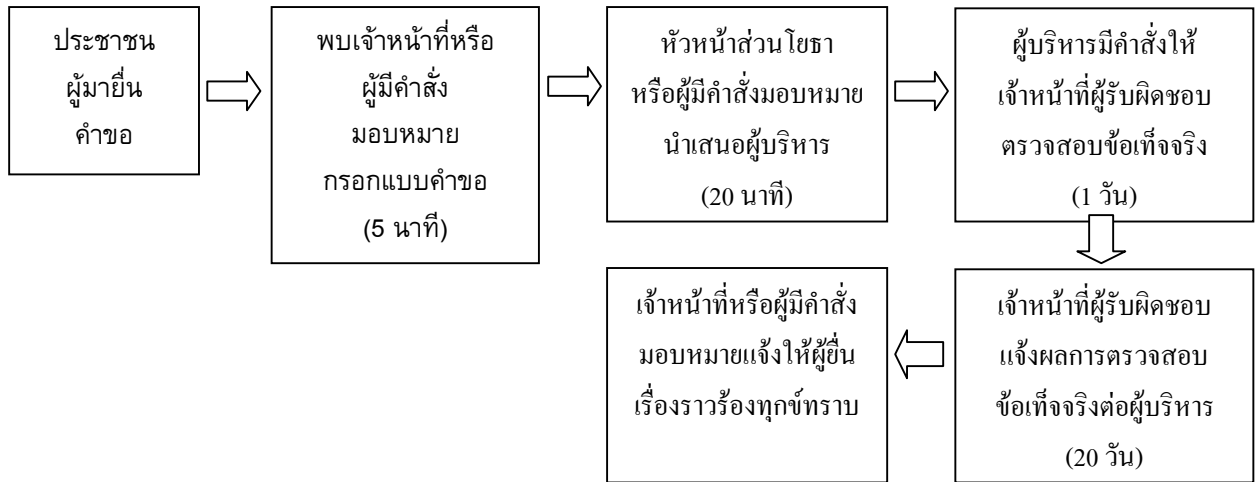 ประชาชน
ผู้มายื่น
คำขอ
พบเจ้าหน้าที่หรือ
ผู้มีคำสั่ง
มอบหมาย
กรอกแบบคำขอ
(5 นาที)
หัวหน้าส่วนโยธา
หรือผู้มีคำสั่งมอบหมาย
นำเสนอผู้บริหาร
(20 นาที)
ผู้บริหารมีคำสั่งให้
เจ้าหน้าที่ผู้รับผิดชอบ
ตรวจสอบข้อเท็จจริง
(1 วัน)
เจ้าหน้าที่ผู้รับผิดชอบ
แจ้งผลการตรวจสอบ
ข้อเท็จจริงต่อผู้บริหาร
(20 วัน)
เจ้าหน้าที่หรือผู้มีคำสั่ง
มอบหมายแจ้งให้ผู้ยื่น
เรื่องราวร้องทุกข์ทราบ